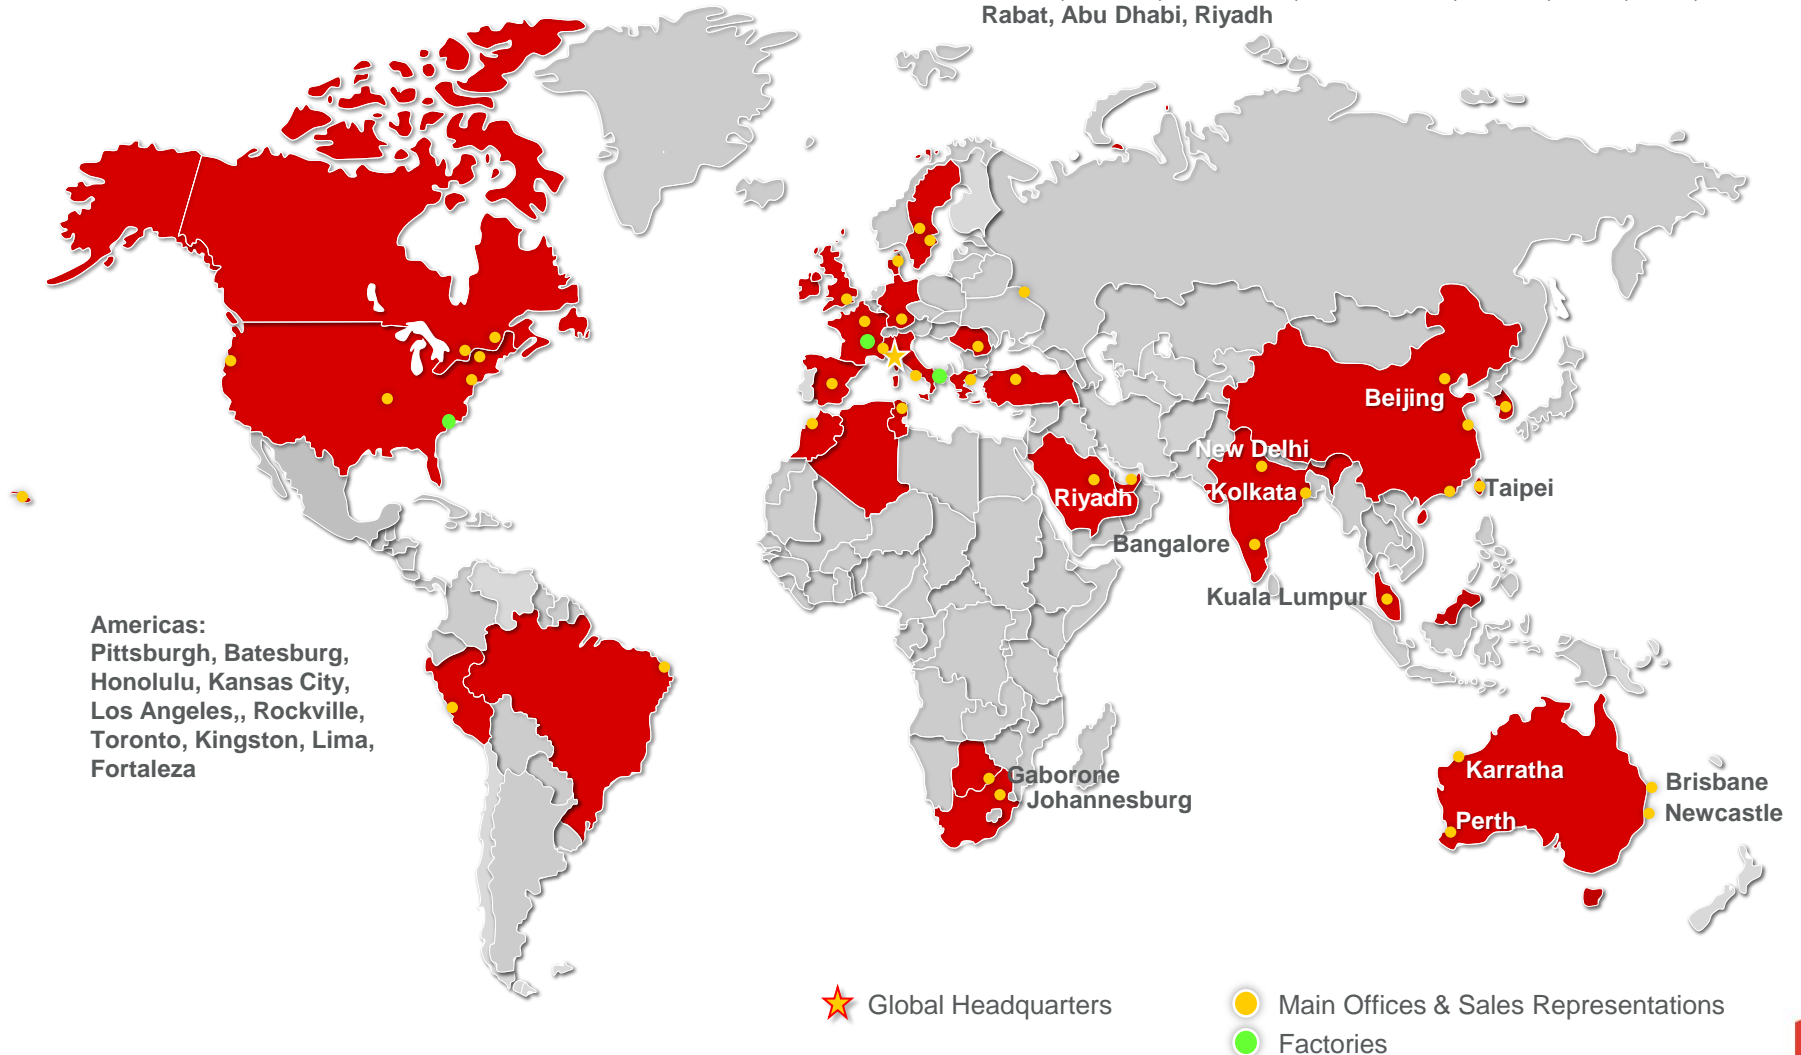 Rabat, Abu Dhabi, Riyadh
Beijing
New Delhi
Kolkata
Taipei
Riyadh
Bangalore
Kuala Lumpur
Americas:
Pittsburgh, Batesburg,
Honolulu, Kansas City,
Los Angeles,, Rockville,
Toronto, Kingston, Lima,
Fortaleza
Gaborone
Johannesburg
Karratha
Brisbane
Newcastle
Perth
Global Headquarters
Main Offices & Sales Representations
Factories